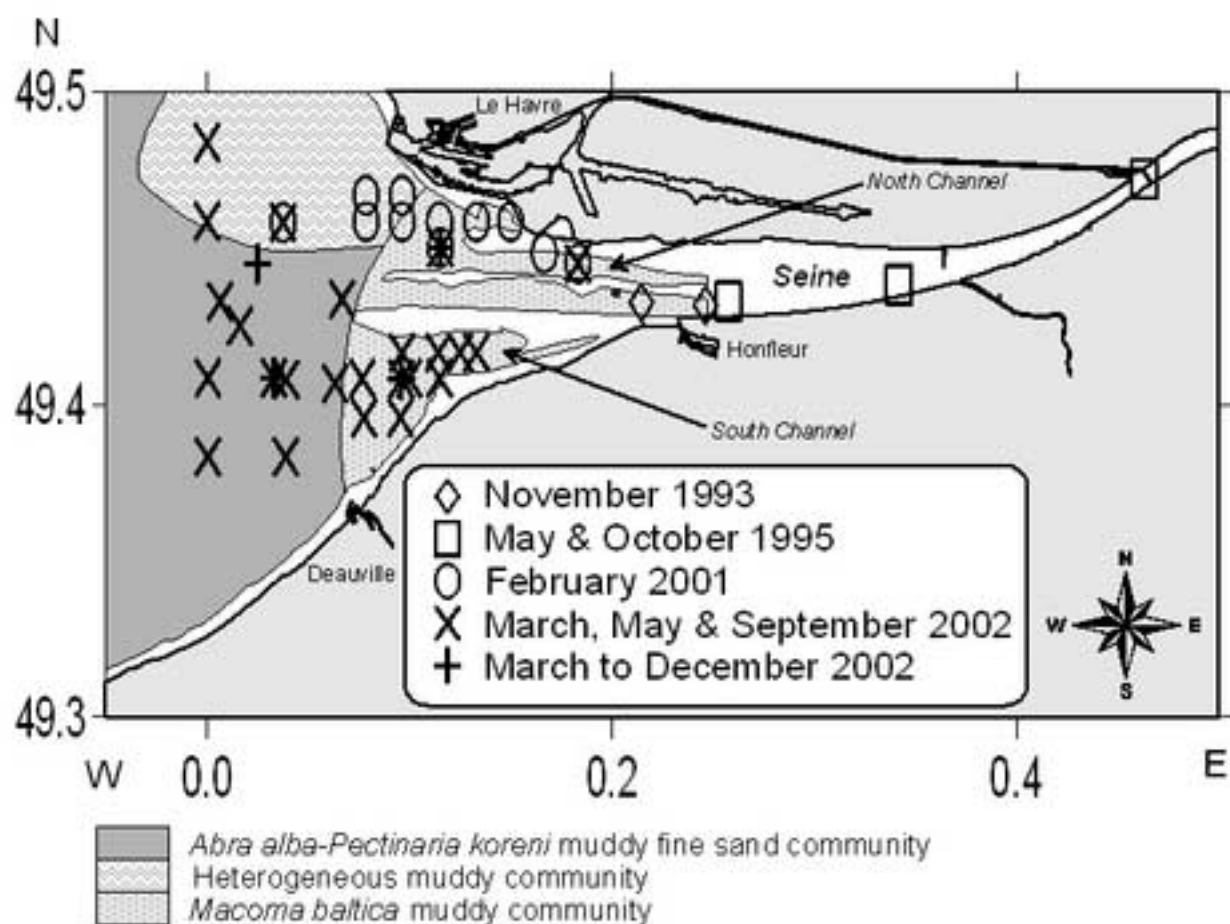 N
49.5
Le Havre
North Channel
Seine
Honfleur
49.4
South Channel
November 1993
May & October 1995
February 2001
March, May & September 2002
March to December 2002
Deauville
N
W E
S
49.3
W 0.0 0.2 0.4 E
Abra alba-Pectinaria koreni muddy fine sand community
Heterogeneous muddy community
Macoma baltica muddy community